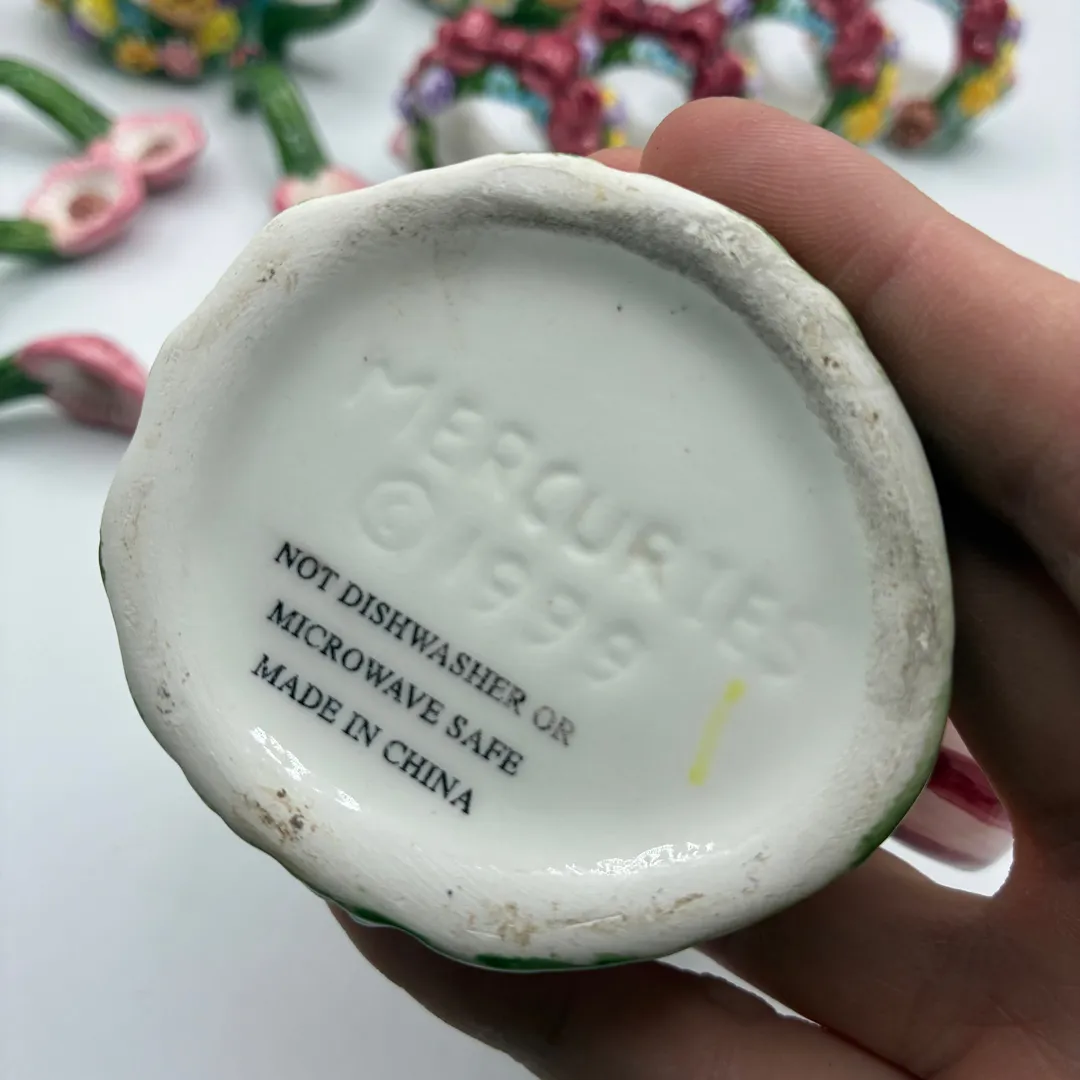 MERCURIES
© 1999
NOT DISHWASHER OR
MICROWAVE SAFE
MADE IN CHINA